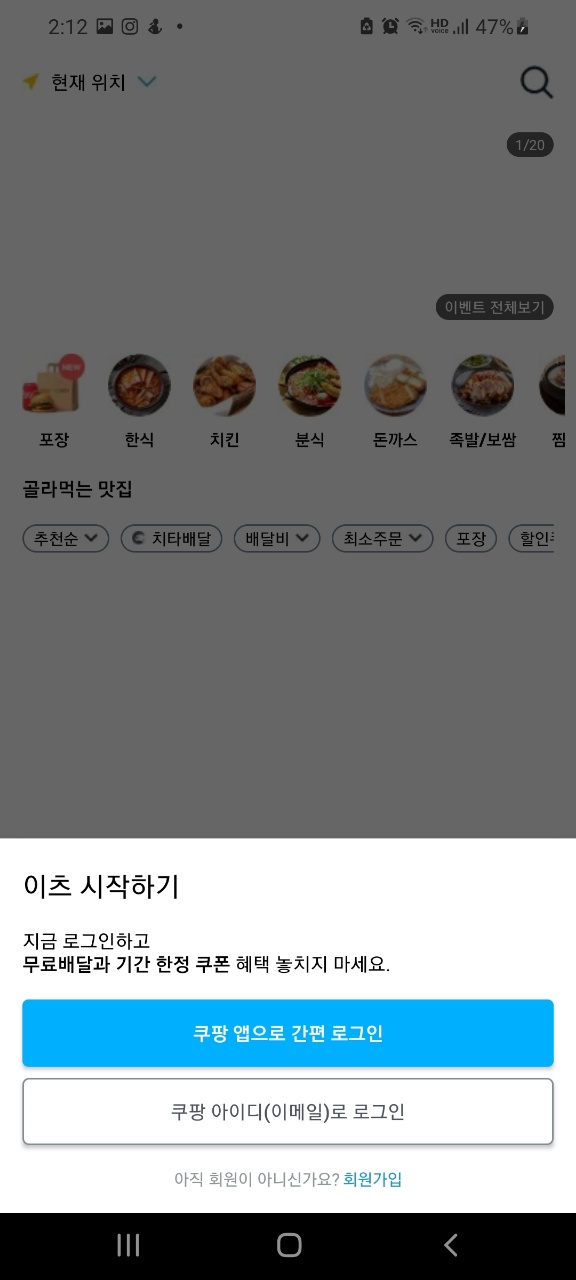 2:12
HD
VOICE
47%
현재 위치
1/20
이벤트 전체보기
NEW
포장 한식 치킨 분식 돈까스 족발/보쌈 찜
골라먹는 맛집
추천순 치타배달 배달비 최소주문 포장 할인
이츠 시작하기
지금 로그인하고
무료배달과 기간 한정 쿠폰 혜택 놓치지 마세요.
쿠팡 앱으로 간편 로그인
쿠팡 아이디(이메일)로 로그인
아직 회원이 아니신가요? 회원가입